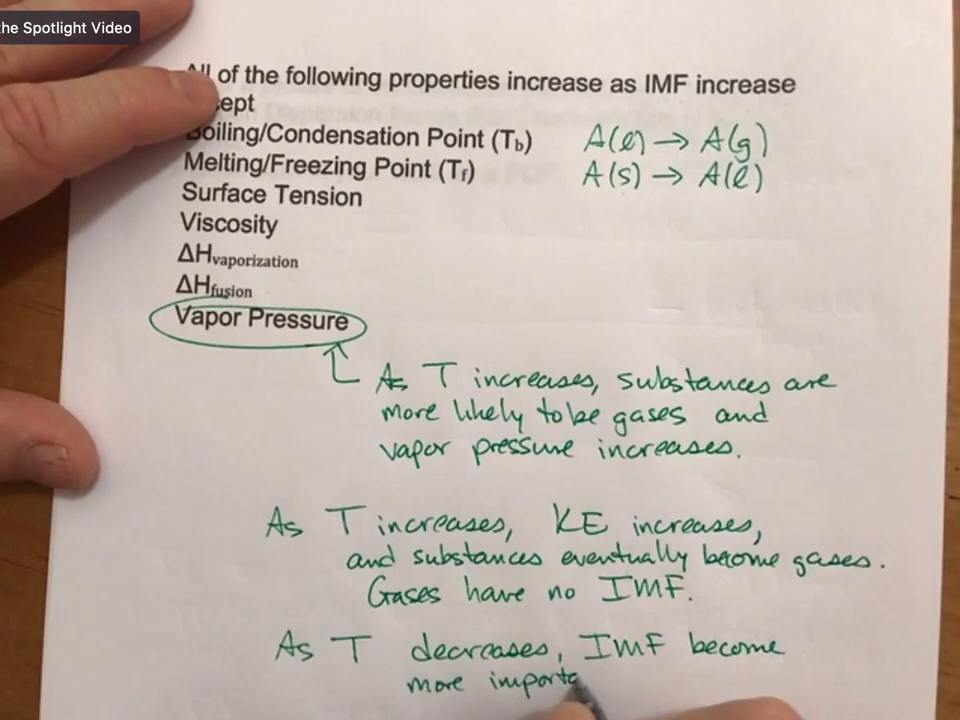 the Spotlight Video
of the following properties increase as IMF increase
Boiling/Condensation Point (Tb) A(l) → A(g)
Melting/Freezing Point (Tf) A(s) → A(l)
Surface Tension
Viscosity
ΔHvaporization
ΔHfusion
Vapor Pressure
As T increases, substances are
more likely to be gases and
vapor pressure increases.
As T increases, KE increases,
and substances eventually become gases.
Gases have no IMF.
As T decreases, IMF become
more importa